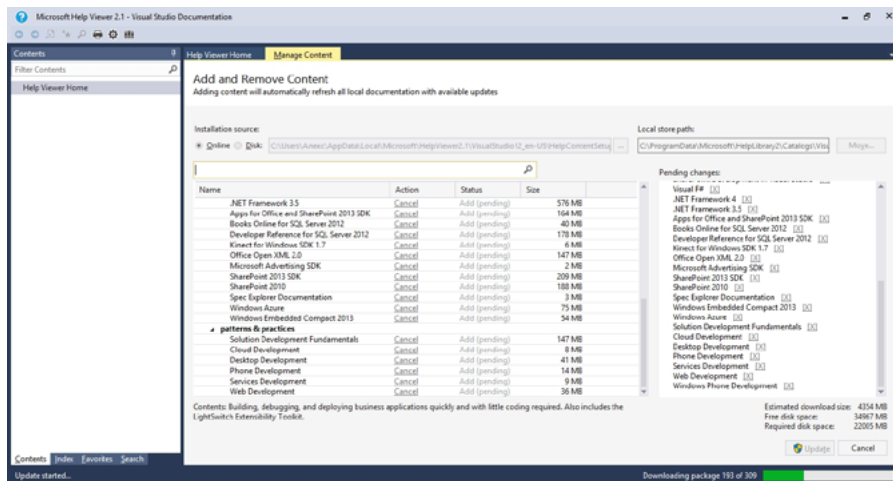 Microsoft Help Viewer 2.1 - Visual Studio Documentation
Contents
Help Viewer Home
Manage Content
Filter Contents
Help Viewer Home
Add and Remove Content
Adding content will automatically refresh all local documentation with available updates
Installation source:
Local store path:
Online
Disk:
C:\Users\Anexc\AppData\Local\Microsoft\HelpViewer2.1\VisualStudio12_en-US\HelpContentSetup
...
C:\ProgramData\Microsoft\HelpLibrary2\Catalogs\Visu
Move...
Name Action Status Size
.NET Framework 3.5 Cancel Add (pending) 576 MB
Apps for Office and SharePoint 2013 SDK Cancel Add (pending) 164 MB
Books Online for SQL Server 2012 Cancel Add (pending) 40 MB
Developer Reference for SQL Server 2012 Cancel Add (pending) 178 MB
Kinect for Windows SDK 1.7 Cancel Add (pending) 6 MB
Office Open XML 2.0 Cancel Add (pending) 147 MB
Microsoft Advertising SDK Cancel Add (pending) 2 MB
SharePoint 2013 SDK Cancel Add (pending) 209 MB
SharePoint 2010 Cancel Add (pending) 188 MB
Spec Explorer Documentation Cancel Add (pending) 3 MB
Windows Azure Cancel Add (pending) 75 MB
Windows Embedded Compact 2013 Cancel Add (pending) 54 MB
patterns & practices
Solution Development Fundamentals Cancel Add (pending) 147 MB
Cloud Development Cancel Add (pending) 8 MB
Desktop Development Cancel Add (pending) 41 MB
Phone Development Cancel Add (pending) 14 MB
Services Development Cancel Add (pending) 9 MB
Web Development Cancel Add (pending) 36 MB
Pending changes:
Visual F# [X]
.NET Framework 4 [X]
.NET Framework 3.5 [X]
Apps for Office and SharePoint 2013 SDK [X]
Books Online for SQL Server 2012 [X]
Developer Reference for SQL Server 2012 [X]
Kinect for Windows SDK 1.7 [X]
Office Open XML 2.0 [X]
Microsoft Advertising SDK [X]
SharePoint 2013 SDK [X]
SharePoint 2010 [X]
Spec Explorer Documentation [X]
Windows Embedded Compact 2013 [X]
Windows Azure [X]
Solution Development Fundamentals [X]
Cloud Development [X]
Desktop Development [X]
Phone Development [X]
Services Development [X]
Web Development [X]
Windows Phone Development [X]
Contents: Building, debugging, and deploying business applications quickly and with little coding required. Also includes the
LightSwitch Extensibility Toolkit.
Estimated download size: 4354 MB
Free disk space: 34967 MB
Required disk space: 22005 MB
Update
Cancel
Contents Index Favorites Search
Update started...
Downloading package 193 of 309